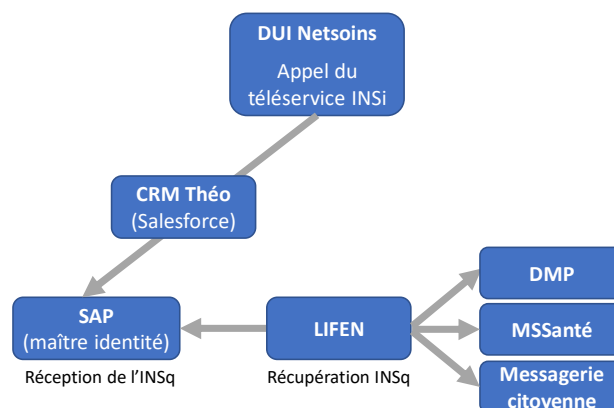 DUI Netsoins
Appel du
téléservice INSi
CRM Théo
(Salesforce)
SAP
(maître identité)
Réception de l'INSq
LIFEN
Récupération INSq
DMP
MSSanté
Messagerie
citoyenne